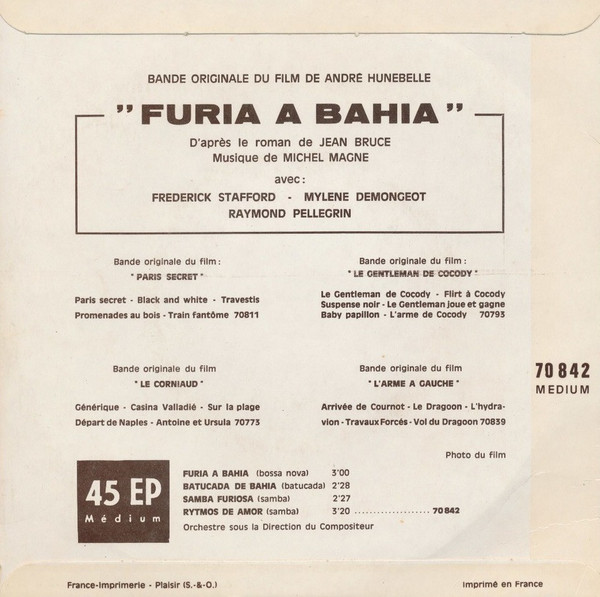 BANDE ORIGINALE DU FILM DE ANDRÉ HUNEBELLE
"FURIA A BAHIA"
D'après le roman de JEAN BRUCE
Musique de MICHEL MAGNE
avec:
FREDERICK STAFFORD - MYLENE DEMONGEOT
RAYMOND PELLEGRIN
Bande originale du film:
"PARIS SECRET"
Paris secret - Black and white - Travestis
Promenades au bois - Train fantôme 70811
Bande originale du film:
"LE GENTLEMAN DE COCODY"
Le Gentleman de Cocody - Flirt à Cocody
Suspense noir - Le Gentleman joue et gagne
Baby papillon - L'arme de Cocody 70793
Bande originale du film
"LE CORNIAUD"
Générique - Casina Valladié - Sur la plage
Départ de Naples - Antoine et Ursula 70773
Bande originale du film
"L'ARME A GAUCHE"
Arrivée de Cournot - Le Dragoon - L'hydra-
vion - Travaux Forcés - Vol du Dragoon 70839
70 842
MEDIUM
Photo du film
45 EP
Médium
FURIA A BAHIA (bossa nova) 3'00
BATUCADA DE BAHIA (batucada) 2'28
SAMBA FURIOSA (samba) 2'27
RYTMOS DE AMOR (samba) 3'20 .................... 70842
Orchestre sous la Direction du Compositeur
France-Imprimerie - Plaisir (S.-&-O.)
Imprimé en France